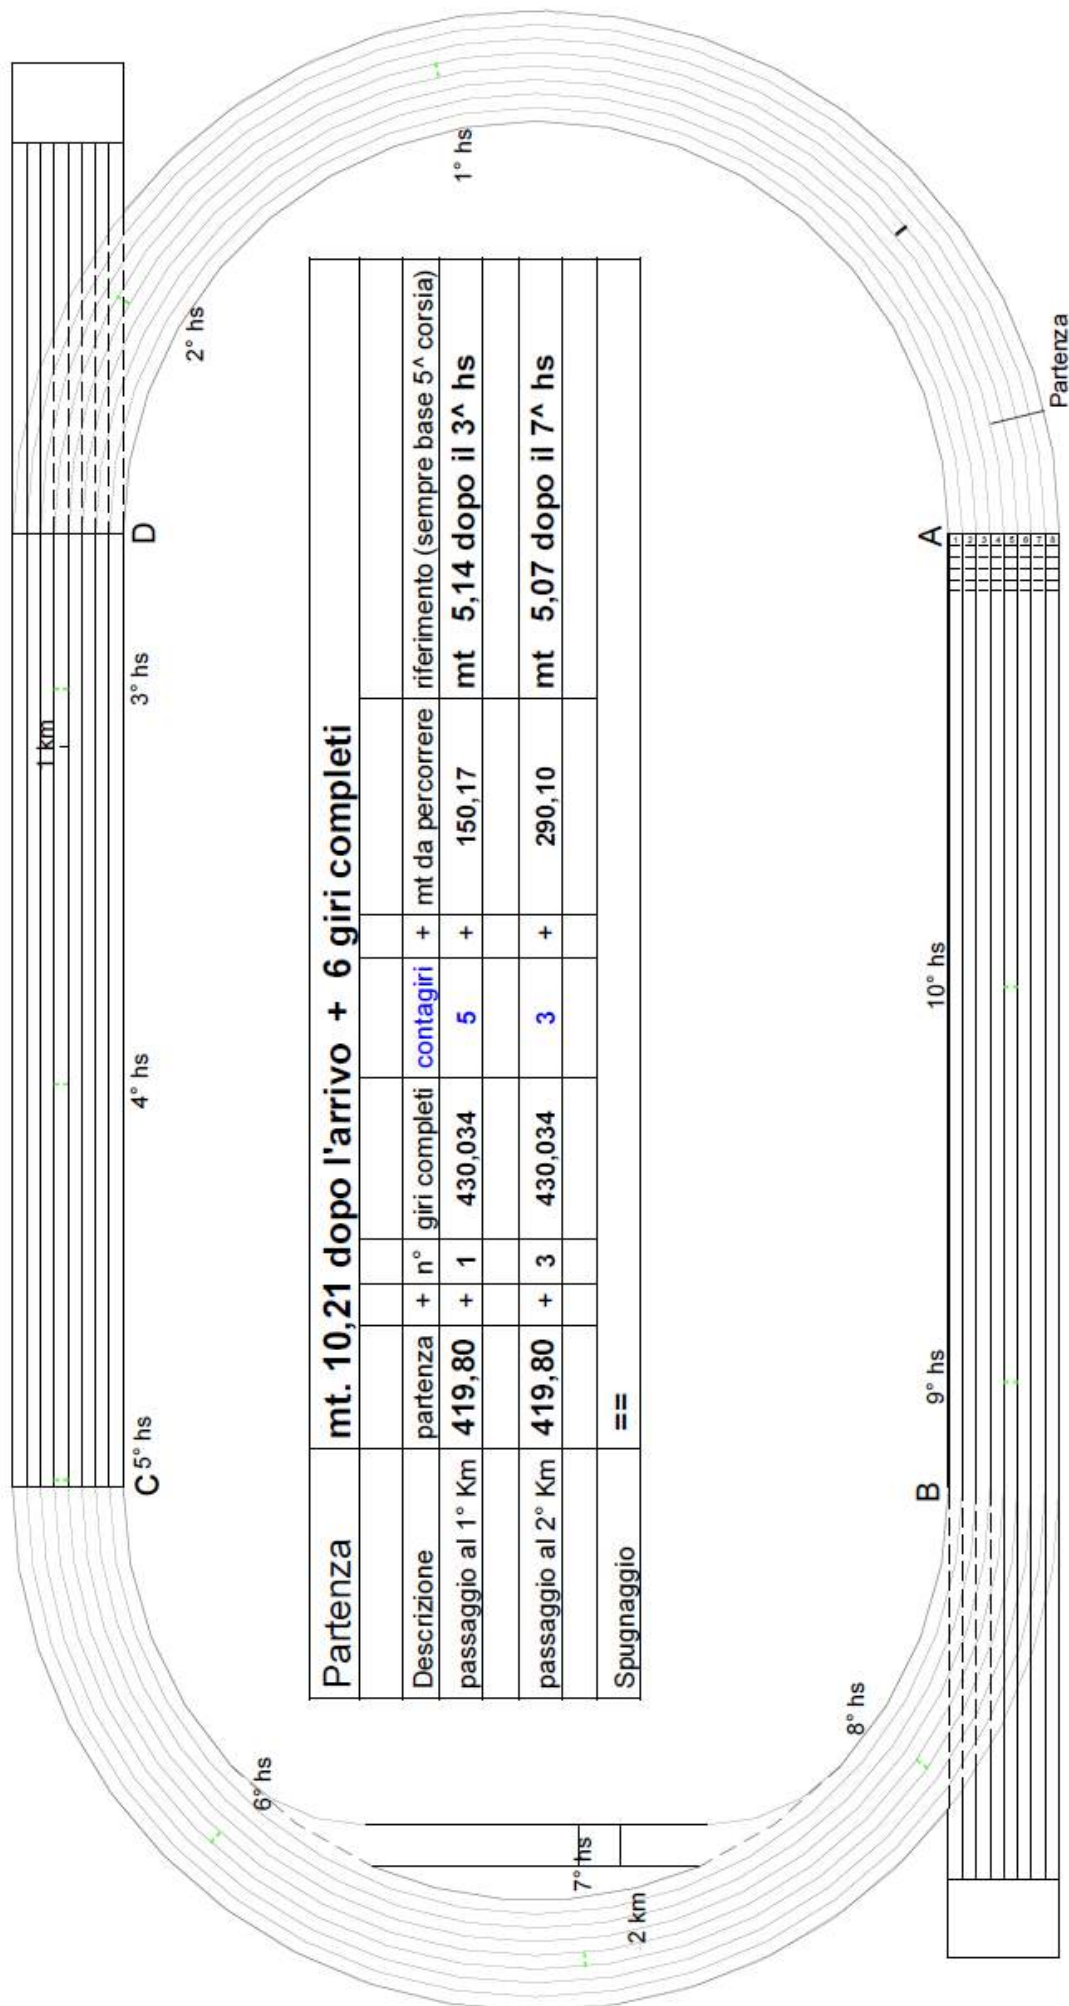 Partenza mt. 10,21 dopo l'arrivo + 6 giri completi
Descrizione partenza + n° giri completi contagiri + mt da percorrere riferimento (sempre base 5^ corsia)
passaggio al 1° Km 419,80 + 1 430,034 5 + 150,17 mt 5,14 dopo il 3^ hs
passaggio al 2° Km 419,80 + 3 430,034 3 + 290,10 mt 5,07 dopo il 7^ hs
Spugnaggio ==
C
5° hs
4° hs
1 km
3° hs
D
2° hs
1° hs
6° hs
7° hs
2 km
8° hs
B
9° hs
10° hs
A
1
2
3
4
5
6
7
8
Partenza